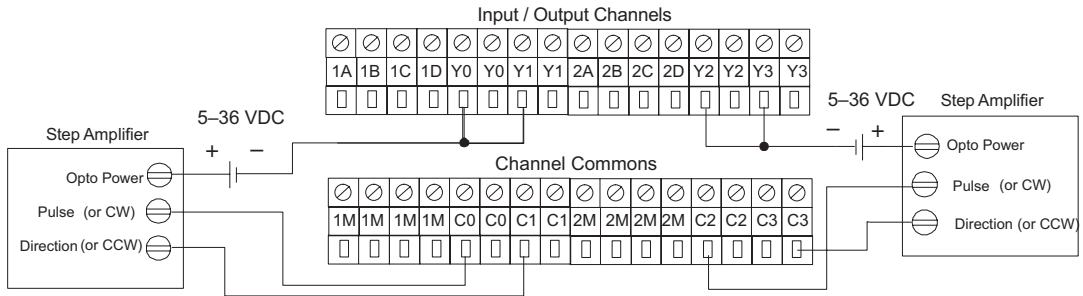 Input / Output Channels
1A 1B 1C 1D Y0 Y0 Y1 Y1 2A 2B 2C 2D Y2 Y2 Y3 Y3
5–36 VDC
+ –
Step Amplifier
Opto Power
Pulse (or CW)
Direction (or CCW)
Channel Commons
1M 1M 1M 1M C0 C0 C1 C1 2M 2M 2M 2M C2 C2 C3 C3
5–36 VDC
– +
Step Amplifier
Opto Power
Pulse (or CW)
Direction (or CCW)